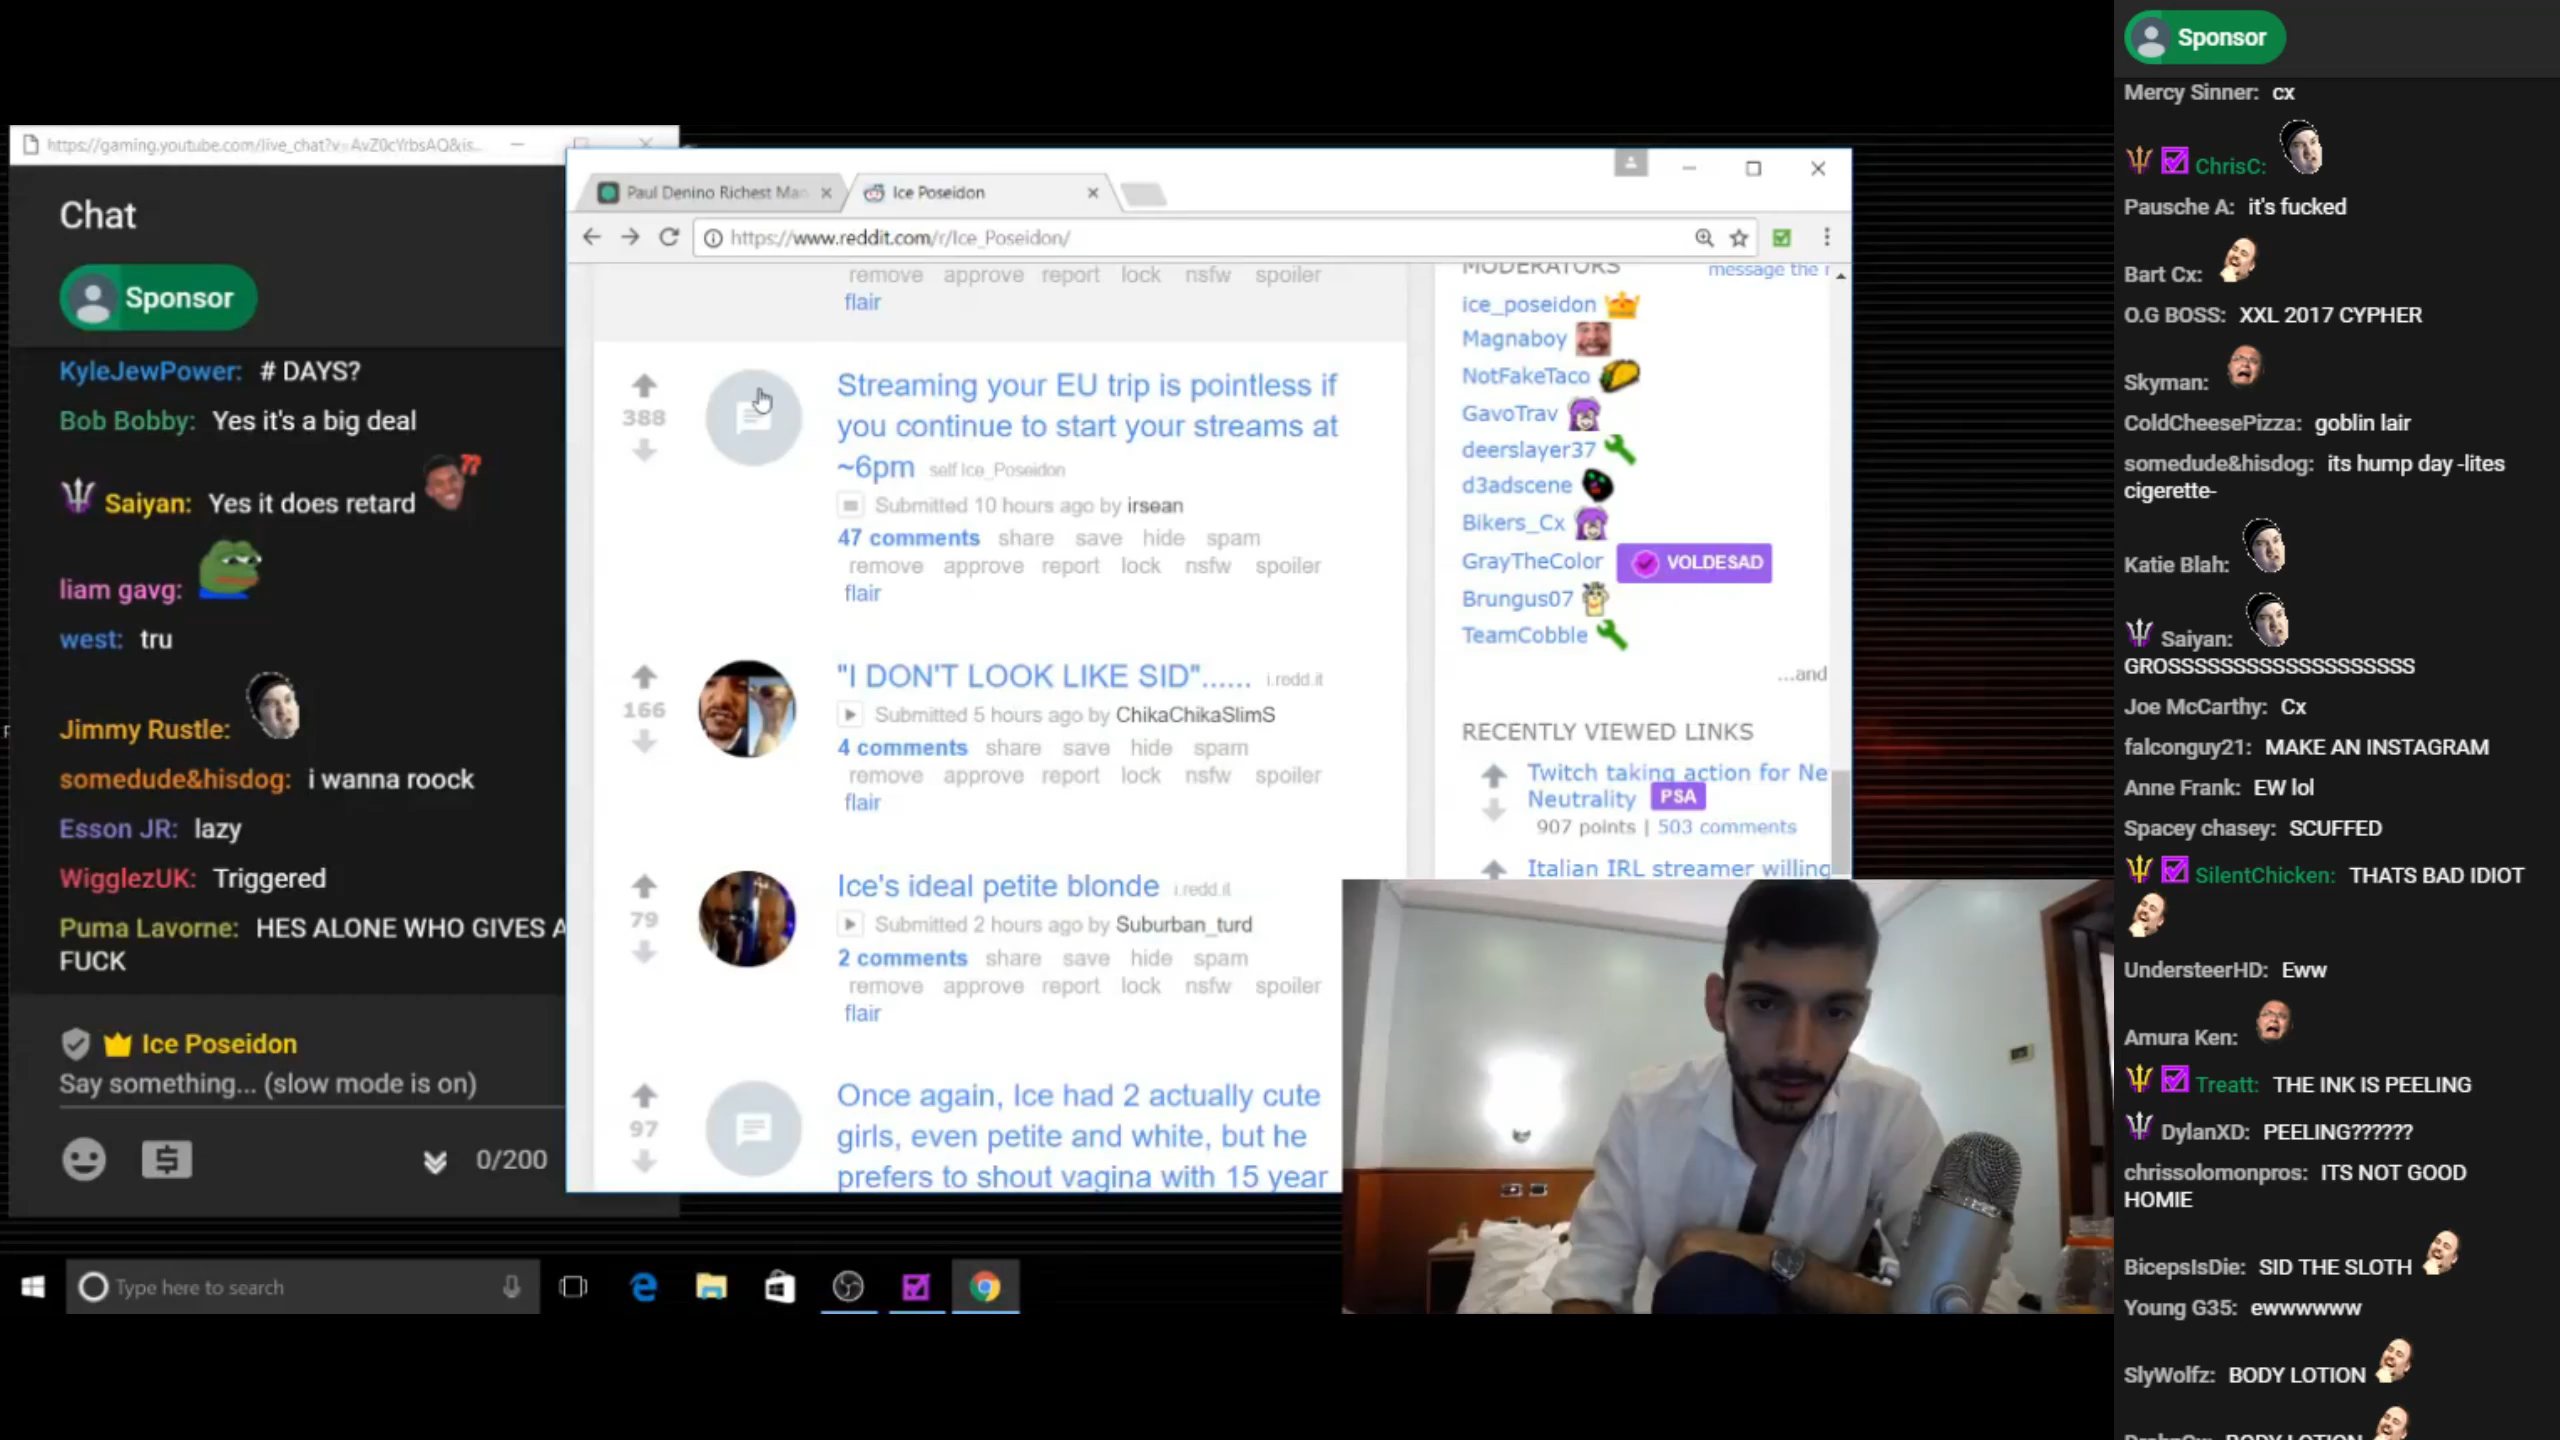 https://gaming.youtube.com/live_chat?v=AvZ0cYrbsAQ&is...
Chat
Sponsor
KyleJewPower: # DAYS?
Bob Bobby: Yes it's a big deal
Saiyan: Yes it does retard
liam gavg:
west: tru
Jimmy Rustle:
somedude&hisdog: i wanna roock
Esson JR: lazy
WigglezUK: Triggered
Puma Lavorne: HES ALONE WHO GIVES A
FUCK
Ice Poseidon
Say something... (slow mode is on)
0/200
Paul Denino Richest Man
Ice Poseidon
https://www.reddit.com/r/Ice_Poseidon/
remove approve report lock nsfw spoiler
flair
388
Streaming your EU trip is pointless if
you continue to start your streams at
~6pm self Ice_Poseidon
Submitted 10 hours ago by irsean
47 comments share save hide spam
remove approve report lock nsfw spoiler
flair
166
"I DON'T LOOK LIKE SID"...... i.redd.it
Submitted 5 hours ago by ChikaChikaSlimS
4 comments share save hide spam
remove approve report lock nsfw spoiler
flair
79
Ice's ideal petite blonde i.redd.it
Submitted 2 hours ago by Suburban_turd
2 comments share save hide spam
remove approve report lock nsfw spoiler
flair
97
Once again, Ice had 2 actually cute
girls, even petite and white, but he
prefers to shout vagina with 15 year
MODERATORS
message the
ice_poseidon
Magnaboy
NotFakeTaco
GavoTrav
deerslayer37
d3adscene
Bikers_Cx
GrayTheColor VOLDESAD
Brungus07
TeamCobble
...and
RECENTLY VIEWED LINKS
Twitch taking action for Ne
Neutrality PSA
907 points | 503 comments
Italian IRL streamer willing
Type here to search
Sponsor
Mercy Sinner: cx
ChrisC:
Pausche A: it's fucked
Bart Cx:
O.G BOSS: XXL 2017 CYPHER
Skyman:
ColdCheesePizza: goblin lair
somedude&hisdog: its hump day -lites
cigerette-
Katie Blah:
Saiyan:
GROSSSSSSSSSSSSSSSSSSS
Joe McCarthy: Cx
falconguy21: MAKE AN INSTAGRAM
Anne Frank: EW lol
Spacey chasey: SCUFFED
SilentChicken: THATS BAD IDIOT
UndersteerHD: Eww
Amura Ken:
Treatt: THE INK IS PEELING
DylanXD: PEELING??????
chrissolomonpros: ITS NOT GOOD
HOMIE
BicepsIsDie: SID THE SLOTH
Young G35: ewwwwww
SlyWolfz: BODY LOTION
BODY LOTION